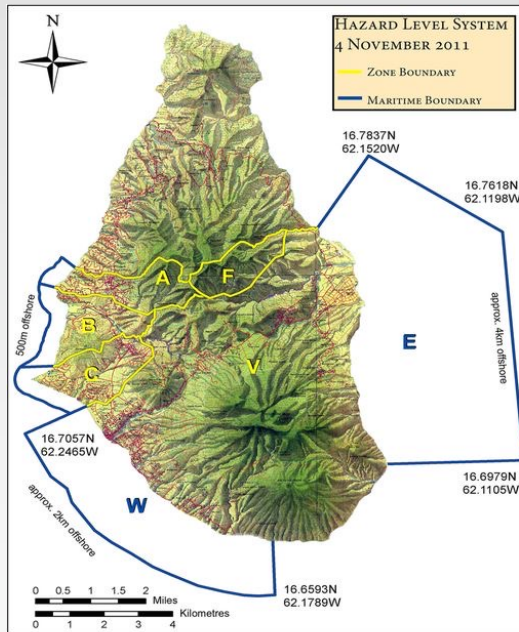 N
HAZARD LEVEL SYSTEM
4 NOVEMBER 2011
ZONE BOUNDARY
MARITIME BOUNDARY
16.7837N
62.1520W
16.7618N
62.1198W
A
F
500m offshore
B
C
V
E
approx. 4km offshore
16.7057N
62.2465W
approx. 2km offshore
W
16.6979N
62.1105W
16.6593N
62.1789W
0 0.5 1 2
Miles
Kilometres
0 0.5 1 2 3 4